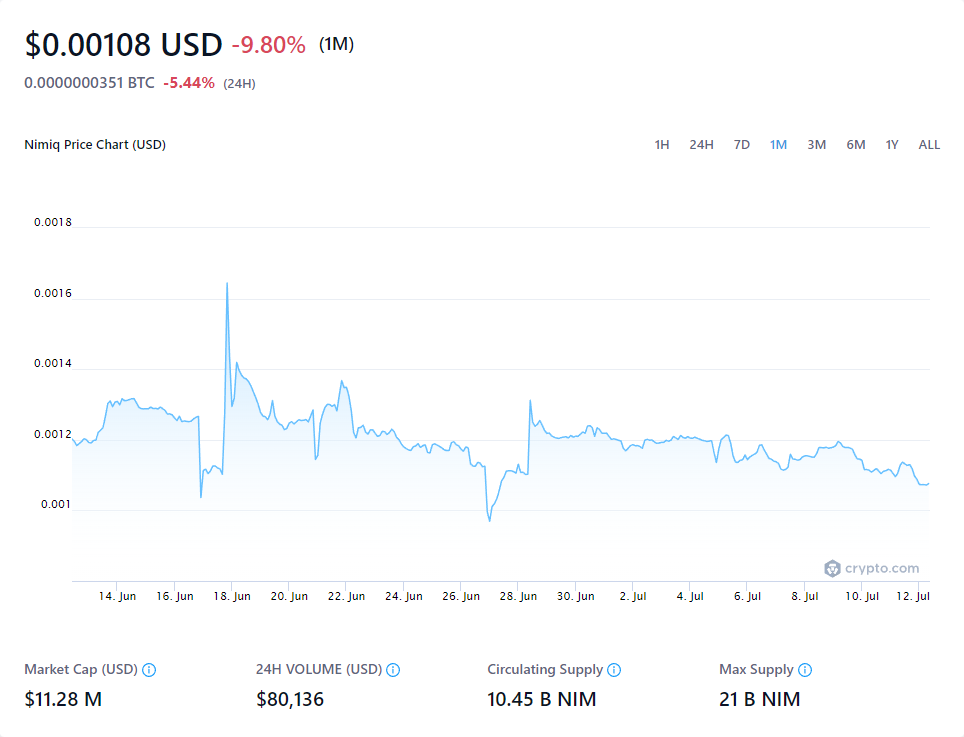 $0.00108 USD -9.80% (1M)
0.0000000351 BTC -5.44% (24H)
Nimiq Price Chart (USD) 1H 24H 7D 1M 3M 6M 1Y ALL
0.0018
0.0016
0.0014
0.0012
0.001
crypto.com
14. Jun 16. Jun 18. Jun 20. Jun 22. Jun 24. Jun 26. Jun 28. Jun 30. Jun 2. Jul 4. Jul 6. Jul 8. Jul 10. Jul 12. Jul
Market Cap (USD) 24H VOLUME (USD) Circulating Supply Max Supply
$11.28 M $80,136 10.45 B NIM 21 B NIM